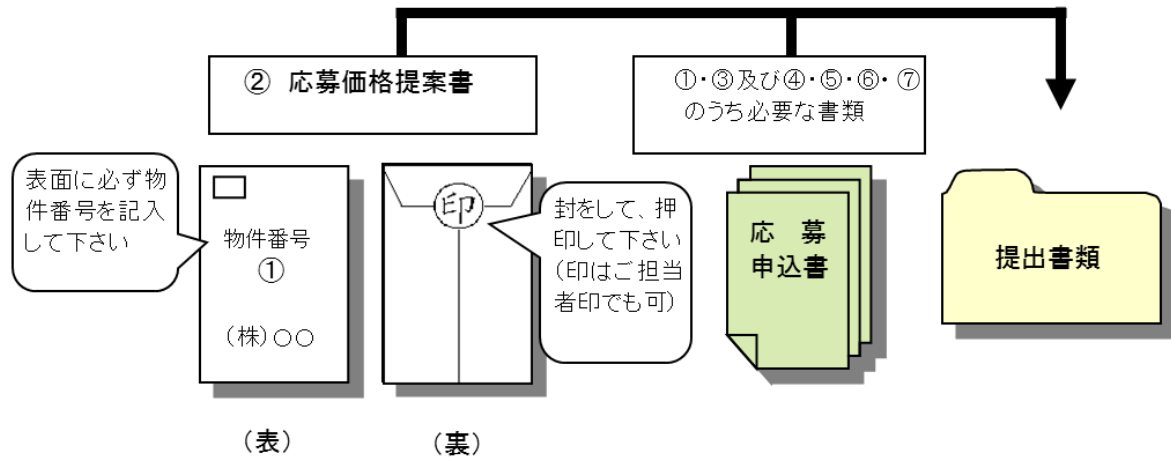 ② 応募価格提案書
①・③及び④・⑤・⑥・⑦
のうち必要な書類
表面に必ず物
件番号を記入
して下さい
物件番号
①
(株)○○
印
封をして、押
印して下さい
(印はご担当
者印でも可)
応　募
申込書
提出書類
(表)
(裏)